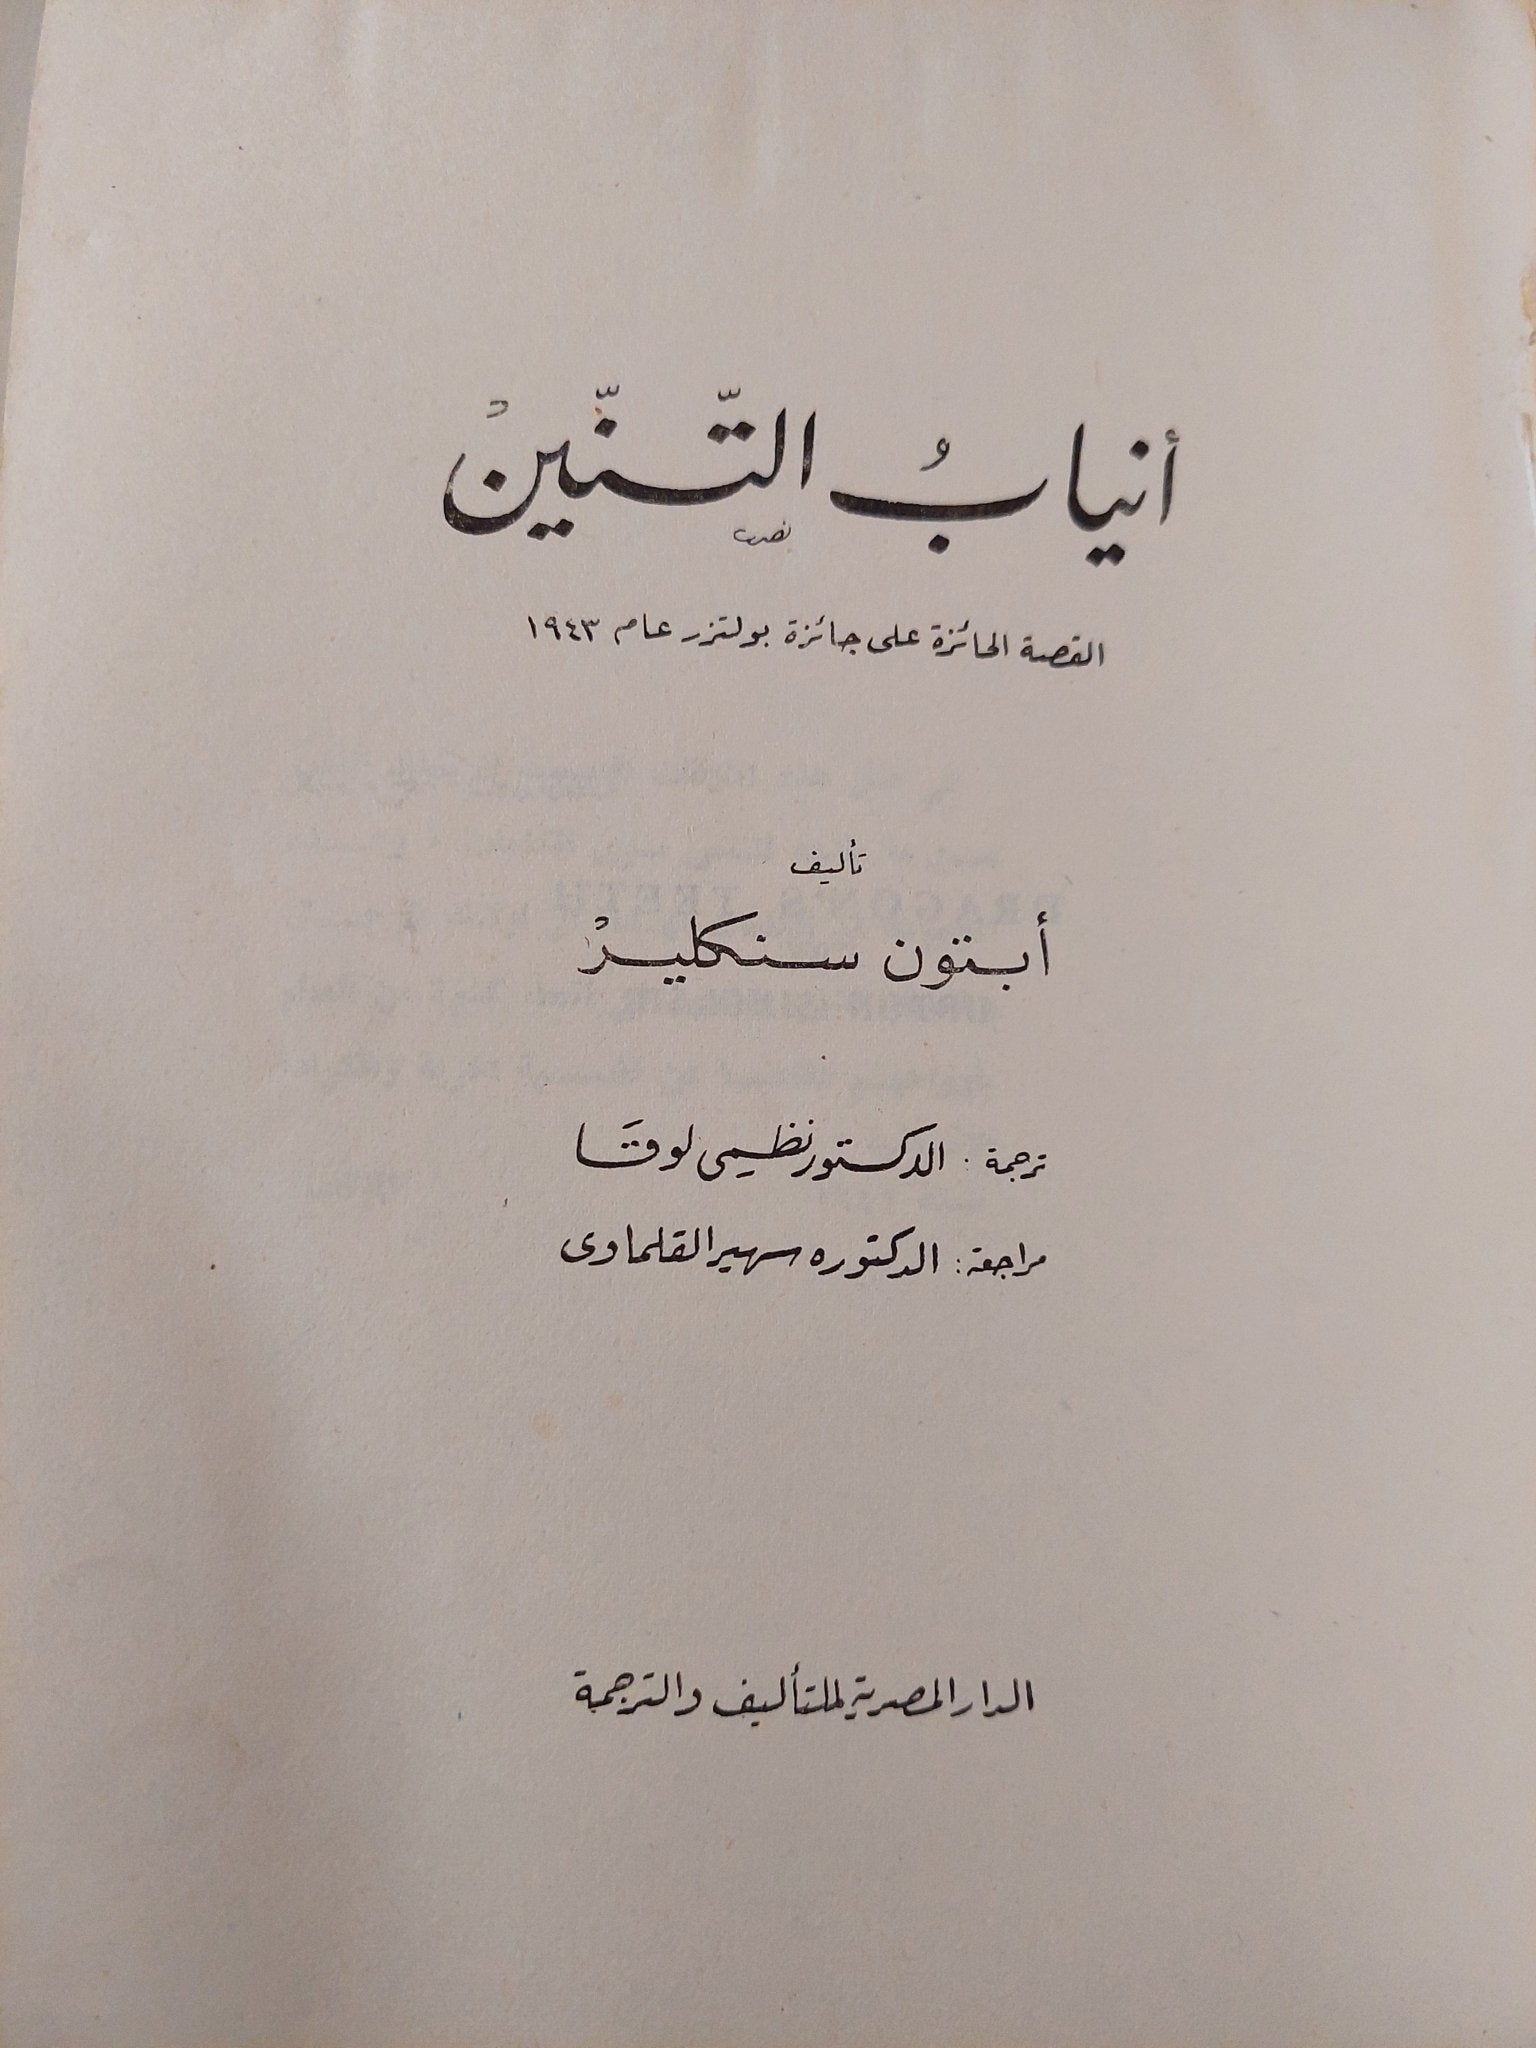 أنيابُ التّنّينْ
القصة الحائزة على جائزة بولتزر عام ١٩٤٣
تأليف
أبتون سنكليرْ
ترجمة : الدكتور نظيمى لوقا
مراجعة : الدكتوره سهير القلماوى
الدار المصرية للتأليف والترجمة